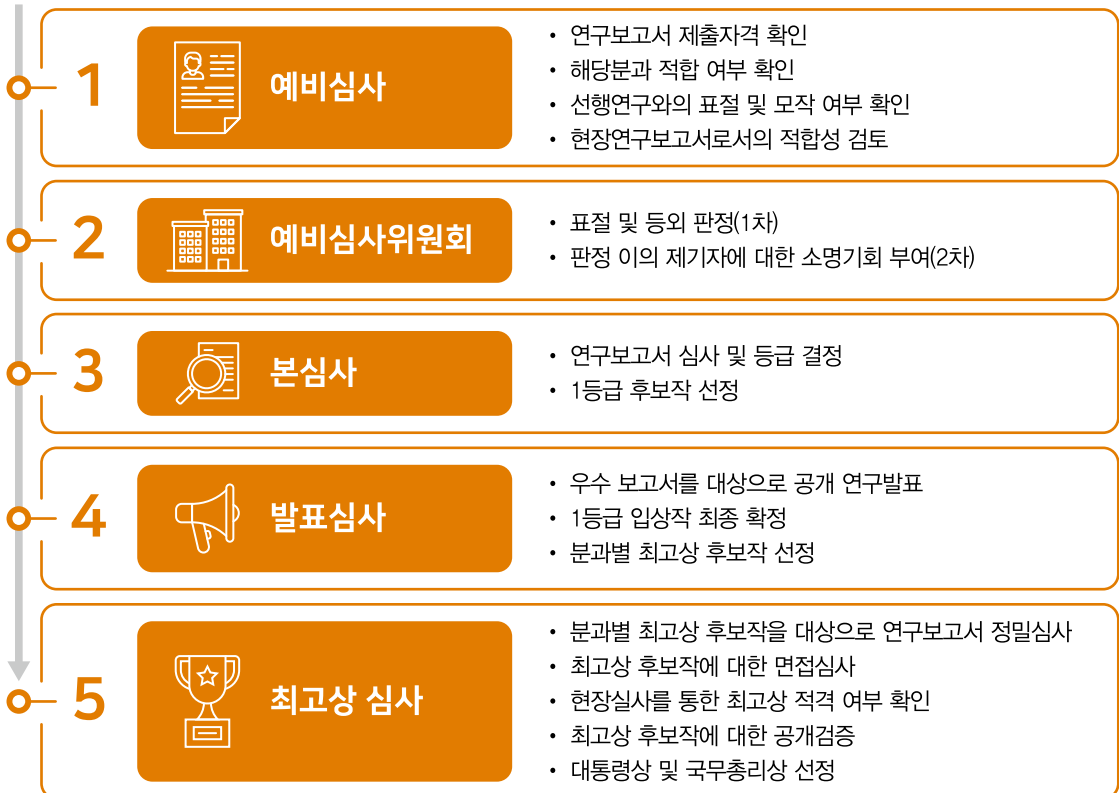 1
예비심사
• 연구보고서 제출자격 확인
• 해당분과 적합 여부 확인
• 선행연구와의 표절 및 모작 여부 확인
• 현장연구보고서로서의 적합성 검토
2
예비심사위원회
• 표절 및 등외 판정(1차)
• 판정 이의 제기자에 대한 소명기회 부여(2차)
3
본심사
• 연구보고서 심사 및 등급 결정
• 1등급 후보작 선정
4
발표심사
• 우수 보고서를 대상으로 공개 연구발표
• 1등급 입상작 최종 확정
• 분과별 최고상 후보작 선정
5
최고상 심사
• 분과별 최고상 후보작을 대상으로 연구보고서 정밀심사
• 최고상 후보작에 대한 면접심사
• 현장실사를 통한 최고상 적격 여부 확인
• 최고상 후보작에 대한 공개검증
• 대통령상 및 국무총리상 선정